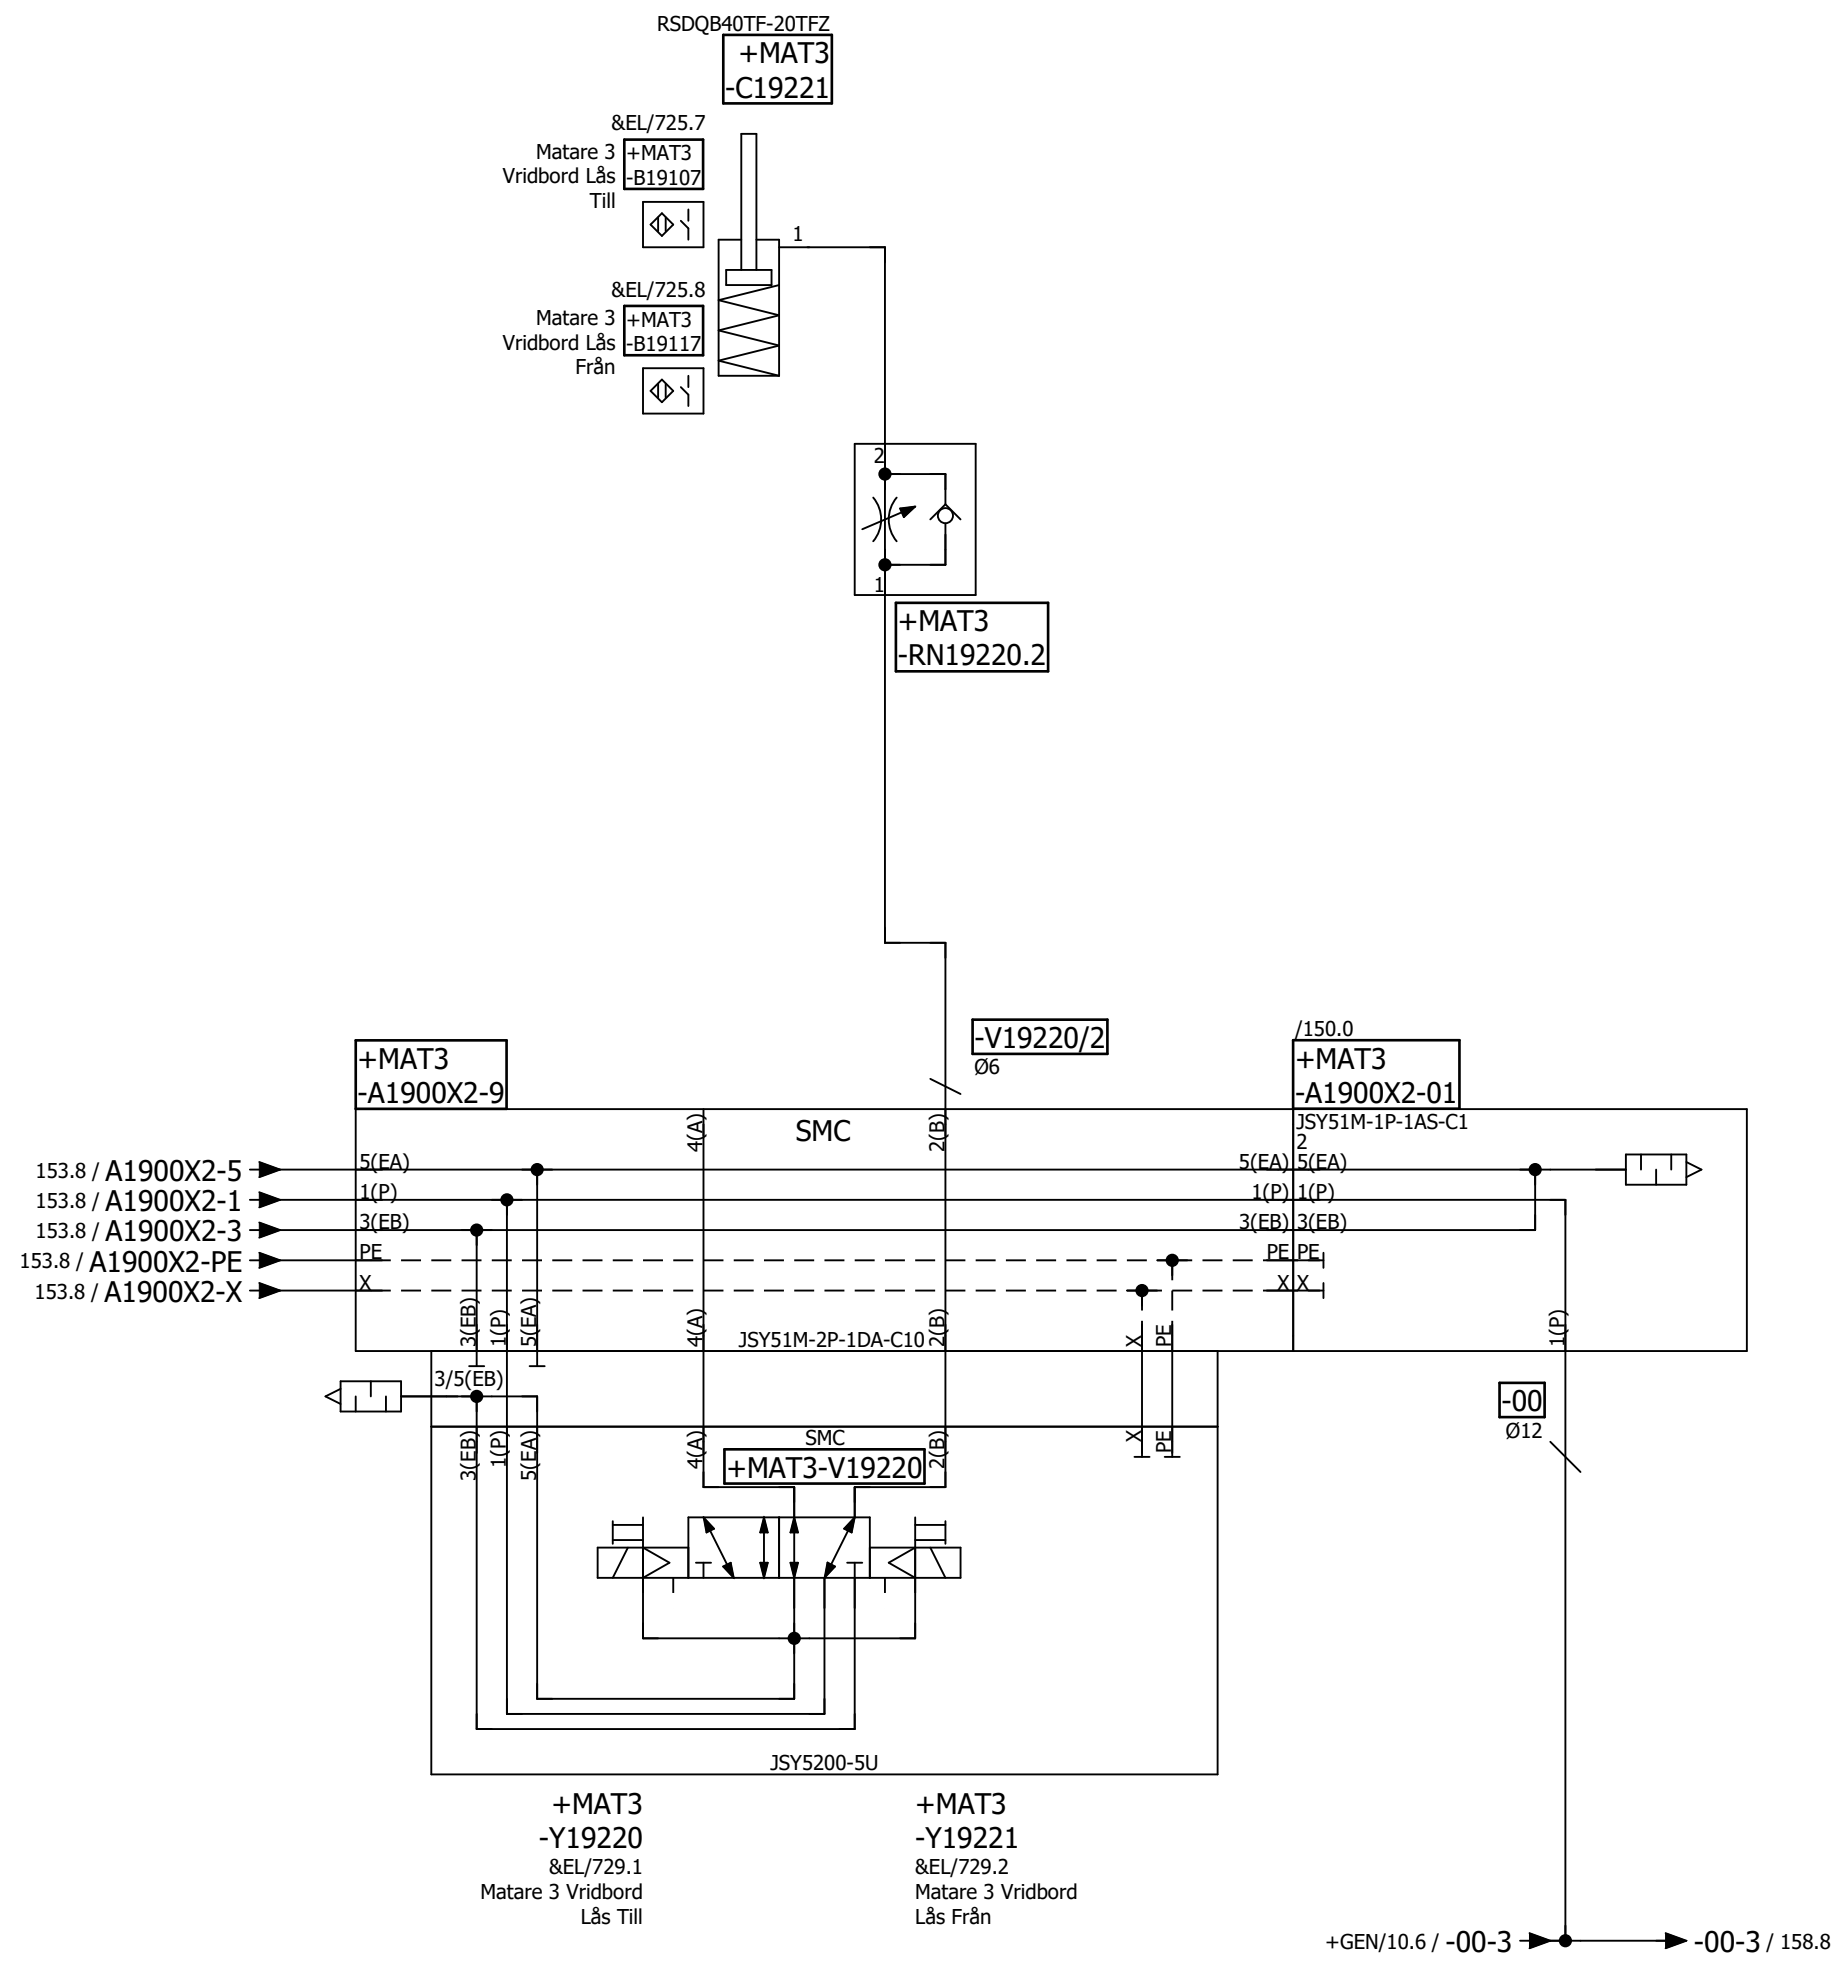 RSDQB40TF-20TFZ
+MAT3
-C19221
&EL/725.7
Matare 3
Vridbord Lås
Till
+MAT3
-B19107
1
&EL/725.8
Matare 3
Vridbord Lås
Från
+MAT3
-B19117
2
1
+MAT3
-RN19220.2
-V19220/2
Ø6
/150.0
+MAT3
-A1900X2-9
+MAT3
-A1900X2-01
4(A)
SMC
2(B)
JSY51M-1P-1AS-C1
2
153.8 / A1900X2-5
5(EA)
5(EA)
5(EA)
153.8 / A1900X2-1
1(P)
1(P)
1(P)
153.8 / A1900X2-3
3(EB)
3(EB)
3(EB)
153.8 / A1900X2-PE
PE
PE
PE
153.8 / A1900X2-X
X
X
X
3(EB)
1(P)
5(EA)
4(A)
JSY51M-2P-1DA-C10
2(B)
X
PE
1(P)
3/5(EB)
-00
Ø12
3(EB)
1(P)
5(EA)
4(A)
SMC
+MAT3-V19220
2(B)
X
PE
JSY5200-5U
+MAT3
-Y19220
&EL/729.1
Matare 3 Vridbord
Lås Till
+MAT3
-Y19221
&EL/729.2
Matare 3 Vridbord
Lås Från
+GEN/10.6 / -00-3
-00-3 / 158.8